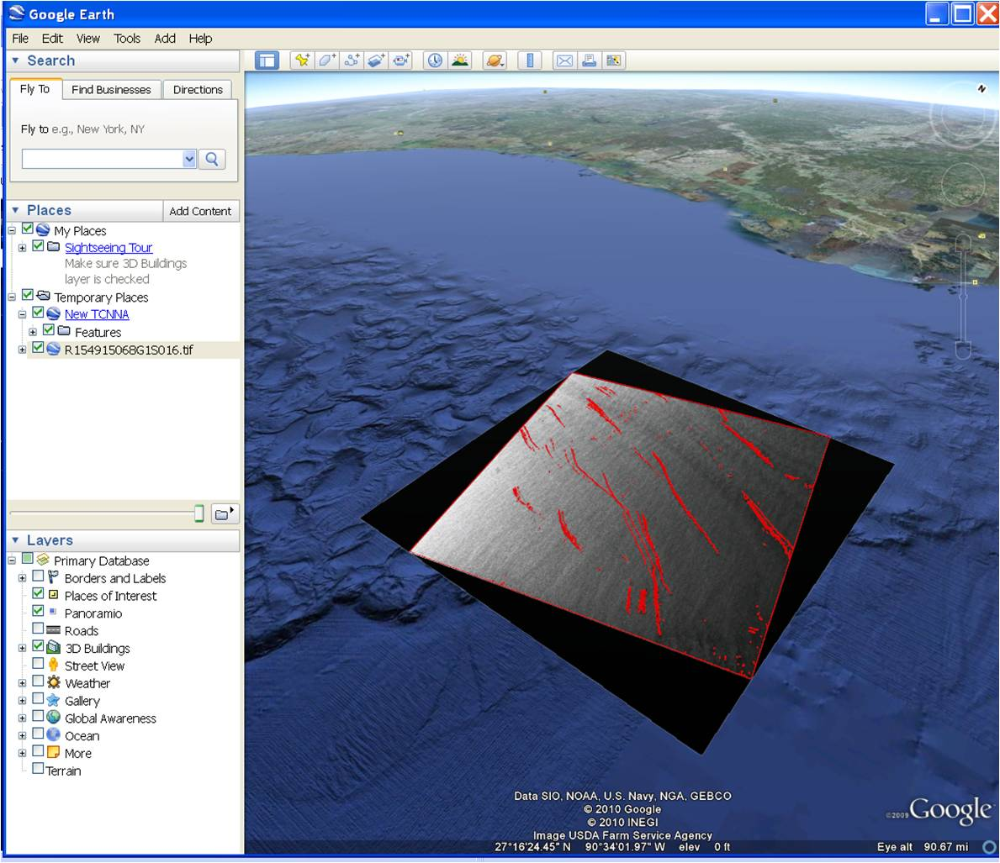 Google Earth
File Edit View Tools Add Help
Search
Fly To Find Businesses Directions
Fly to e.g., New York, NY
Places Add Content
My Places
Sightseeing Tour
Make sure 3D Buildings
layer is checked
Temporary Places
New TCNNA
Features
R154915068G1S016.tif
Layers
Primary Database
Borders and Labels
Places of Interest
Panoramio
Roads
3D Buildings
Street View
Weather
Gallery
Global Awareness
Ocean
More
Terrain
N
Data SIO, NOAA, U.S. Navy, NGA, GEBCO
© 2010 Google
© 2010 INEGI
Image USDA Farm Service Agency
©2009 Google
27°16'24.45" N 90°34'01.97" W elev 0 ft Eye alt 90.67 mi